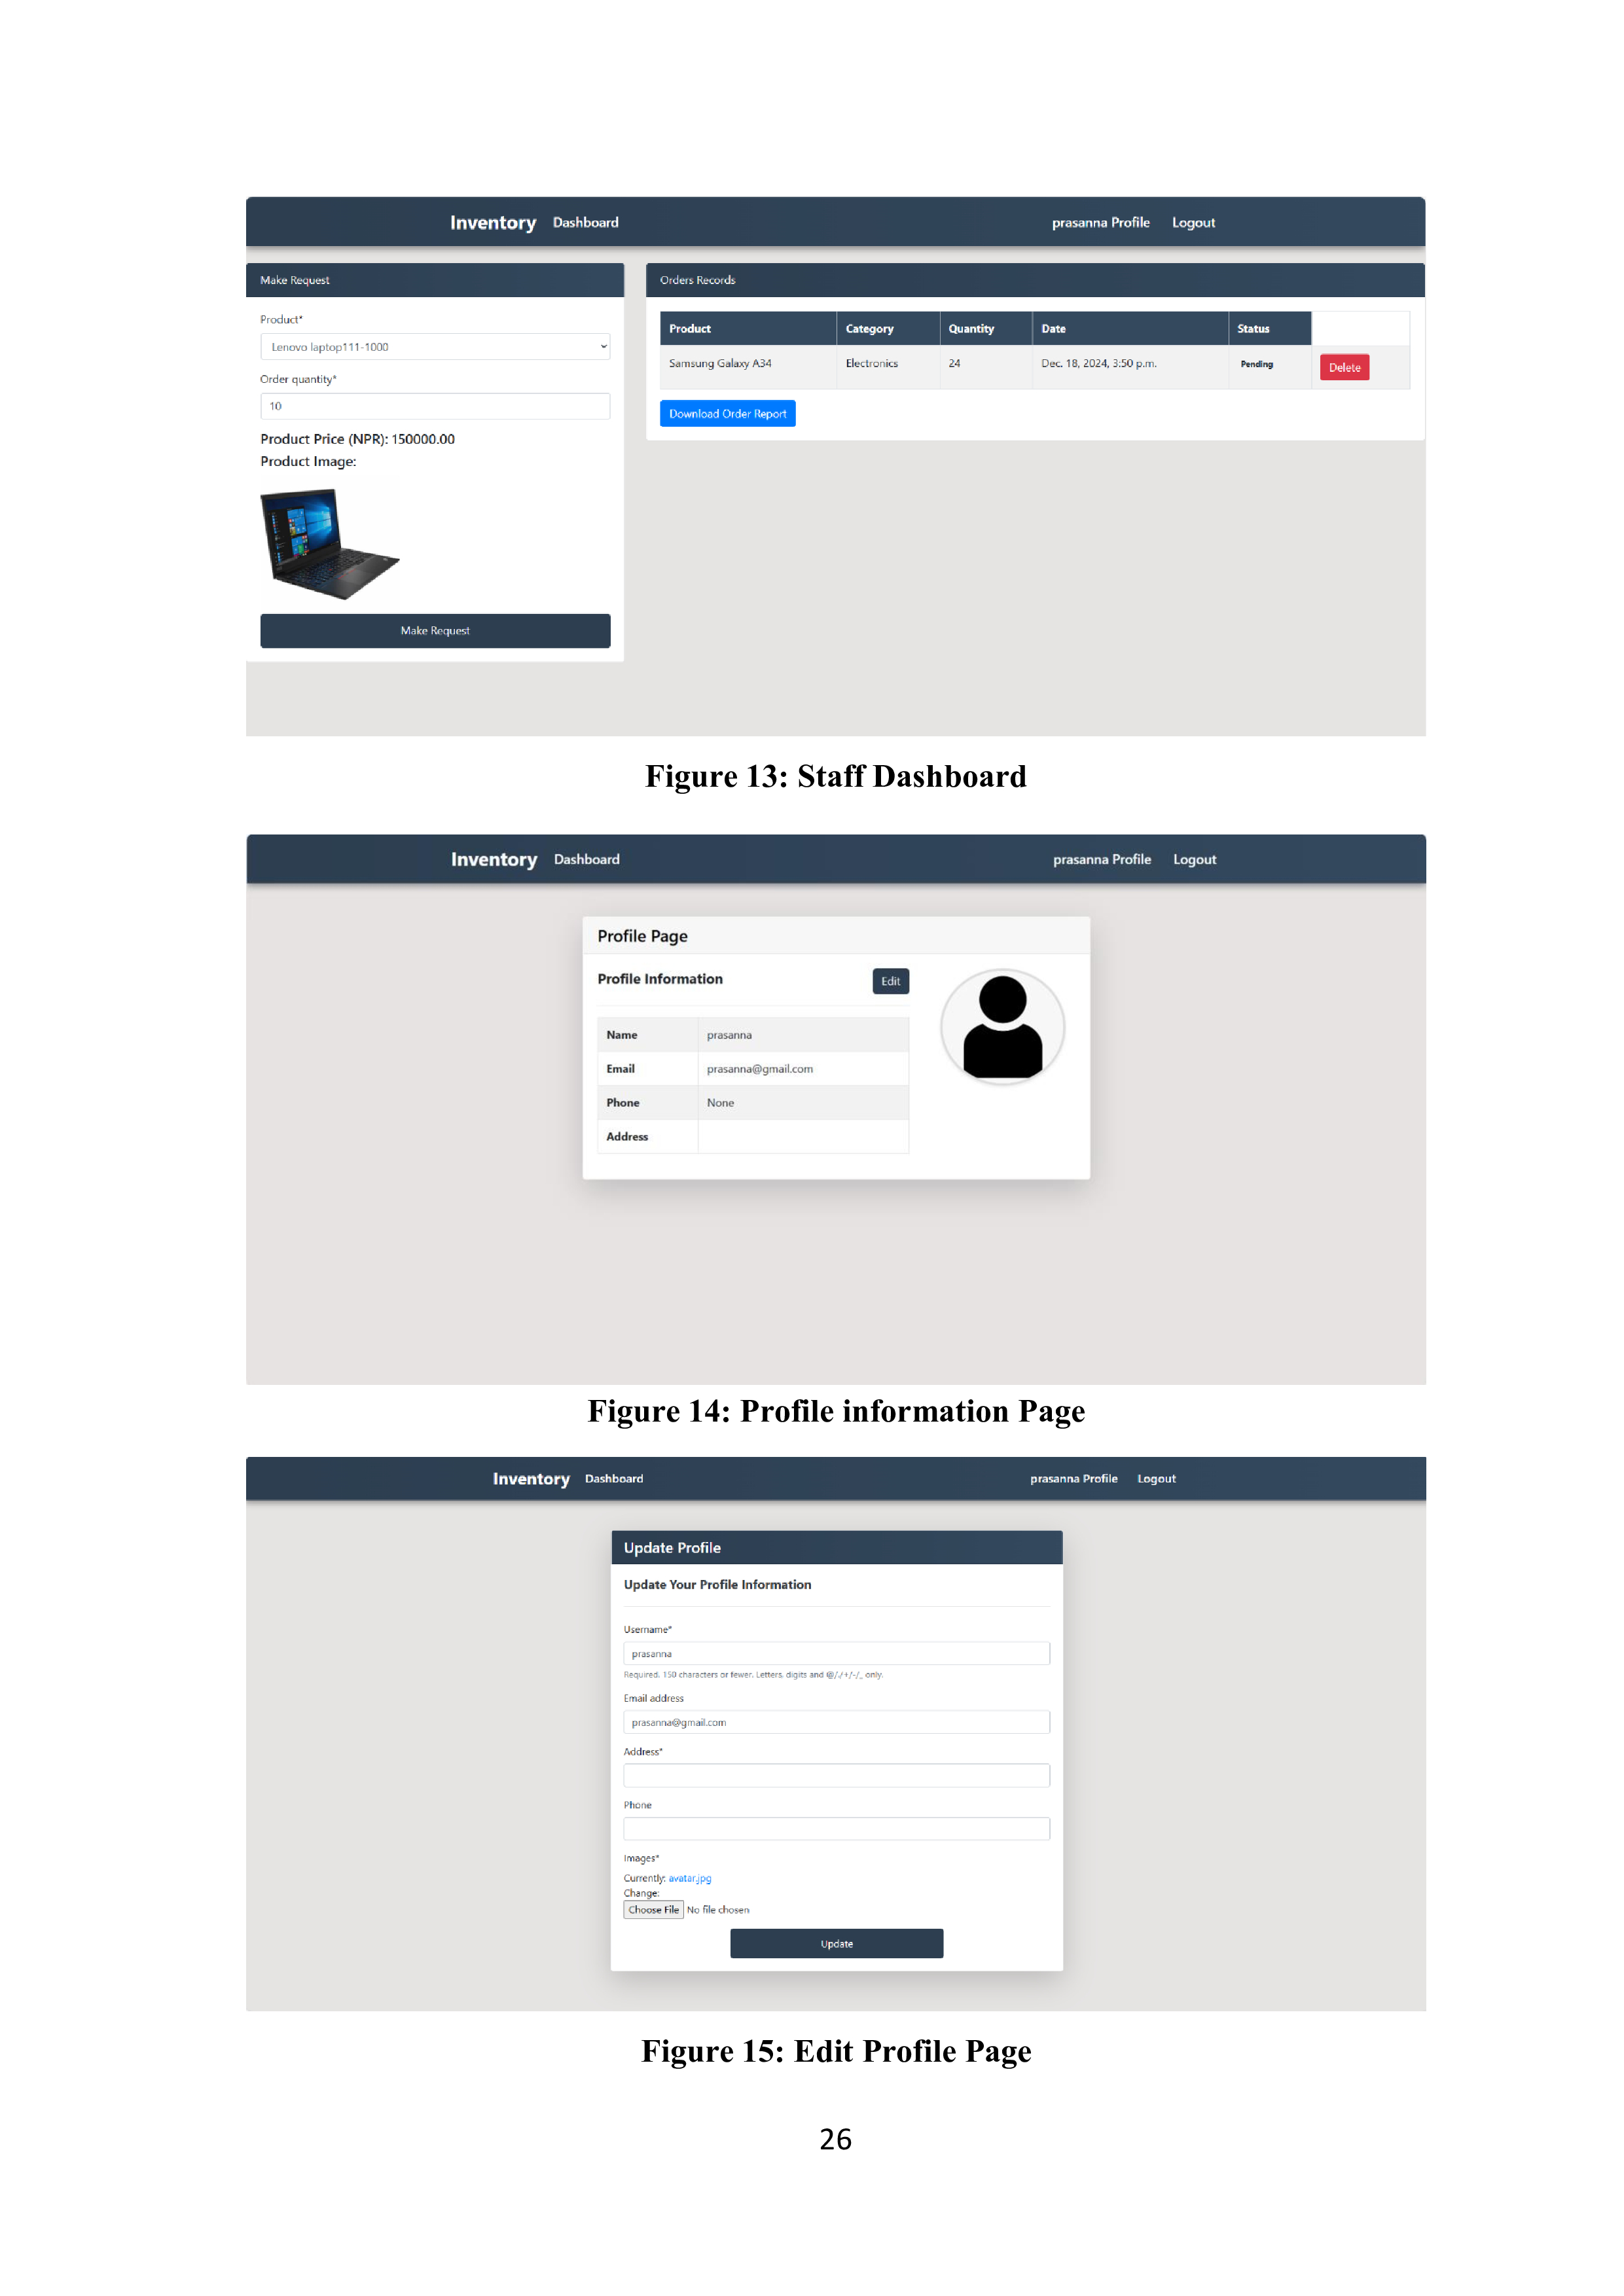 Inventory Dashboard prasanna Profile Logout
Make Request
Product*
Lenovo laptop111-1000
Order quantity*
10
Product Price (NPR): 150000.00
Product Image:
Make Request
Orders Records
Product Category Quantity Date Status
Samsung Galaxy A34 Electronics 24 Dec. 18, 2024, 3:50 p.m. Pending Delete
Download Order Report
Figure 13: Staff Dashboard
Inventory Dashboard prasanna Profile Logout
Profile Page
Profile Information Edit
Name prasanna
Email prasanna@gmail.com
Phone None
Address
Figure 14: Profile information Page
Inventory Dashboard prasanna Profile Logout
Update Profile
Update Your Profile Information
Username*
prasanna
Required. 150 characters or fewer. Letters, digits and @/./+/-/_ only.
Email address
prasanna@gmail.com
Address*
Phone
Images*
Currently: avatar.jpg
Change:
Choose File No file chosen
Update
Figure 15: Edit Profile Page
26